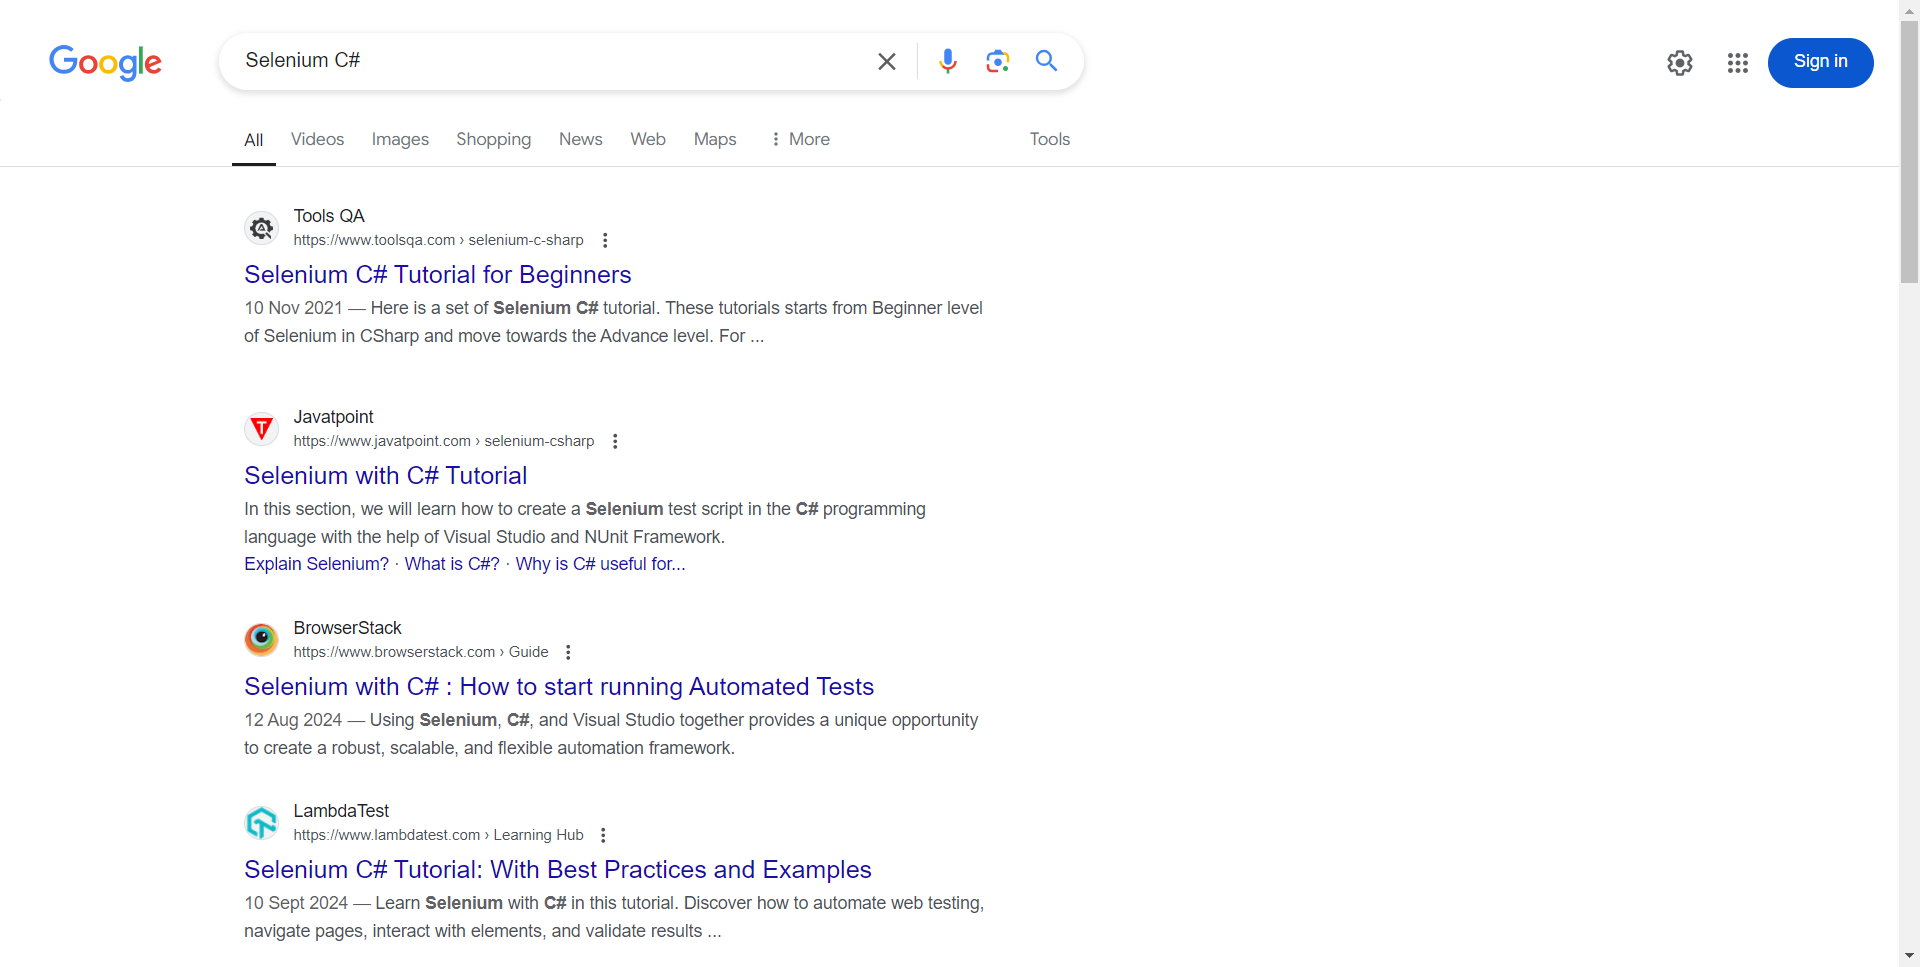 Google
Selenium C#
Sign in
All Videos Images Shopping News Web Maps More Tools
Tools QA
https://www.toolsqa.com › selenium-c-sharp
Selenium C# Tutorial for Beginners
10 Nov 2021 — Here is a set of Selenium C# tutorial. These tutorials starts from Beginner level
of Selenium in CSharp and move towards the Advance level. For ...
Javatpoint
https://www.javatpoint.com › selenium-csharp
Selenium with C# Tutorial
In this section, we will learn how to create a Selenium test script in the C# programming
language with the help of Visual Studio and NUnit Framework.
Explain Selenium? · What is C#? · Why is C# useful for...
BrowserStack
https://www.browserstack.com › Guide
Selenium with C# : How to start running Automated Tests
12 Aug 2024 — Using Selenium, C#, and Visual Studio together provides a unique opportunity
to create a robust, scalable, and flexible automation framework.
LambdaTest
https://www.lambdatest.com › Learning Hub
Selenium C# Tutorial: With Best Practices and Examples
10 Sept 2024 — Learn Selenium with C# in this tutorial. Discover how to automate web testing,
navigate pages, interact with elements, and validate results ...